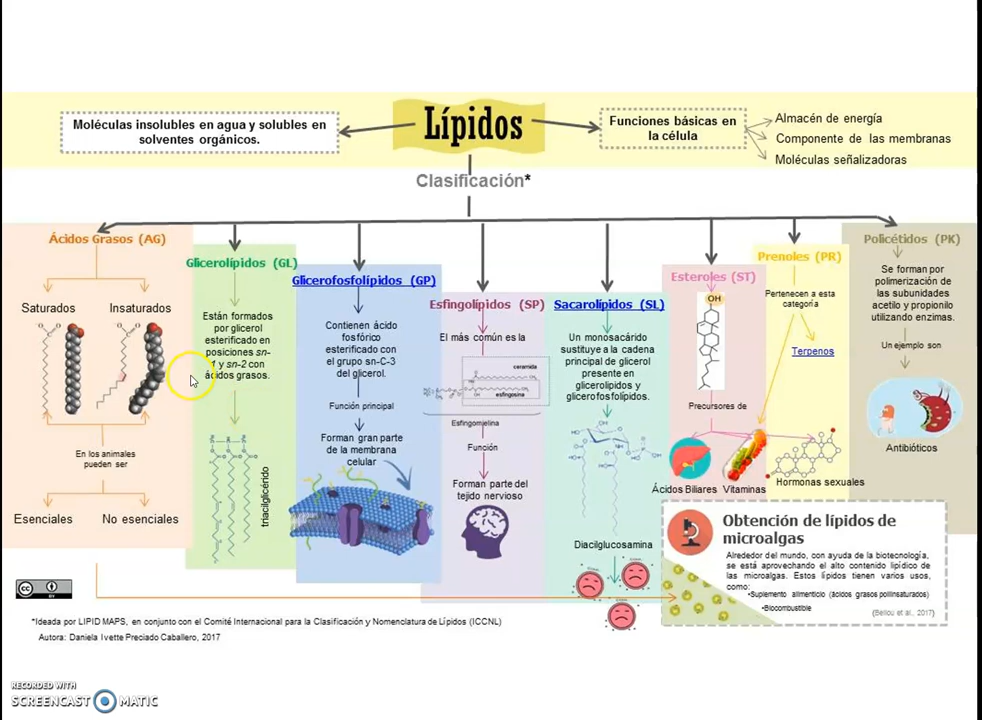 Lípidos
Moléculas insolubles en agua y solubles en
solventes orgánicos.
Funciones básicas en
la célula
Almacén de energía
Componente de las membranas
Moléculas señalizadoras
Clasificación*
Ácidos Grasos (AG)
Saturados
Insaturados
En los animales
pueden ser
Esenciales
No esenciales
Glicerolípidos (GL)
Están formados
por glicerol
esterificado en
posiciones sn-
1 y sn-2 con
ácidos grasos.
triacilglicérido
Glicerofosfolípidos (GP)
Contienen ácido
fosfórico
esterificado con
el grupo sn-C-3
del glicerol.
Función principal
Forman gran parte
de la membrana
celular
Esfingolípidos (SP)
El más común es la
ceramida
esfingosina
Esfingomielina
Función
Forman parte del
tejido nervioso
Sacarolípidos (SL)
Un monosacárido
sustituye a la cadena
principal de glicerol
presente en
glicerolipidos y
glicerofosfolípidos.
Diacilglucosamina
Esteroles (ST)
OH
Precursores de
Ácidos Biliares
Vitaminas
Hormonas sexuales
Prenoles (PR)
Pertenecen a esta
categoría
Terpenos
Policétidos (PK)
Se forman por
polimerización de
las subunidades
acetilo y propionilo
utilizando enzimas.
Un ejemplo son
Antibióticos
Obtención de lípidos de
microalgas
Alrededor del mundo, con ayuda de la biotecnología,
se está aprovechando el alto contenido lipídico de
las microalgas. Estos lípidos tienen varios usos,
como:
•Suplemento alimenticio (ácidos grasos polinsaturados)
•Biocombustible
(Bellou et al., 2017)
cc
BY
*Ideada por LIPID MAPS, en conjunto con el Comité Internacional para la Clasificación y Nomenclatura de Lípidos (ICCNL)
Autora: Daniela Ivette Preciado Caballero, 2017
RECORDED WITH
SCREENCAST MATIC